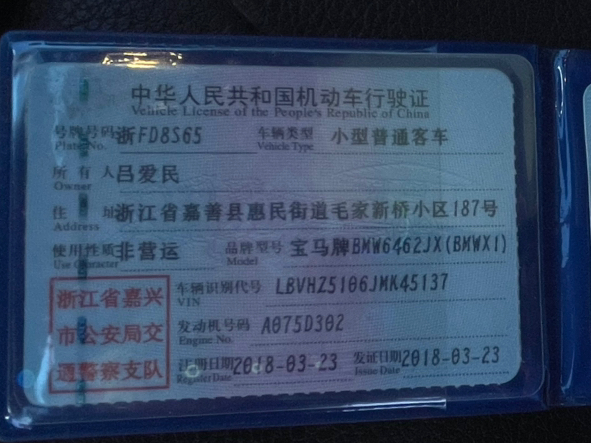 中华人民共和国机动车行驶证
Vehicle License of the People's Republic of China
号牌号码 浙FD8S65 车辆类型 小型普通客车
Plate No. Vehicle Type
所有人 吕爱民
Owner
住址 浙江省嘉善县惠民街道毛家新桥小区187号
Address
使用性质 非营运 品牌型号 宝马牌BMW6462JX(BMWX1)
Use Character Model
浙江省嘉兴
市公安局交
通警察支队
车辆识别代号 LBVHZ5106JMK45137
VIN
发动机号码 A075D302
Engine No.
注册日期 2018-03-23 发证日期 2018-03-23
Register Date Issue Date